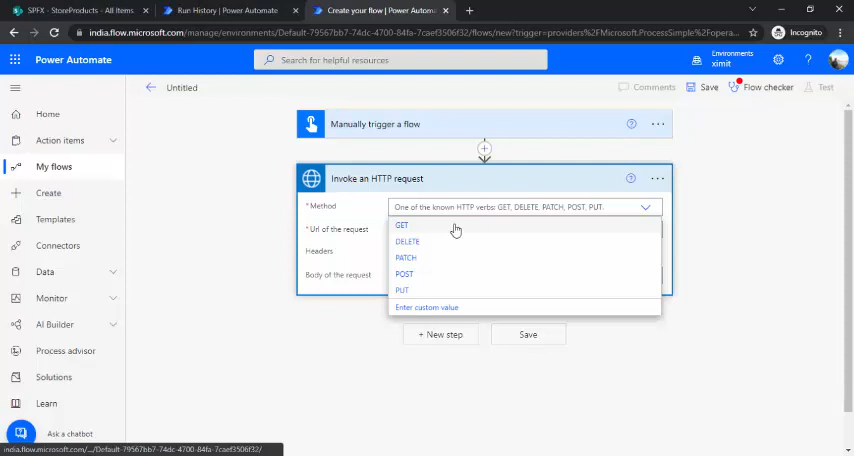 SPFX - StoreProducts - All Items
Run History | Power Automate
Create your flow | Power Automat
india.flow.microsoft.com/manage/environments/Default-79567bb7-74dc-4700-84fa-7caef3506f32/flows/new?trigger=providers%2FMicrosoft.ProcessSimple%2Fopera...
Incognito
Power Automate
Search for helpful resources
Environments
ximit
Untitled
Comments
Save
Flow checker
Test
Home
Action items
My flows
Create
Templates
Connectors
Data
Monitor
AI Builder
Process advisor
Solutions
Learn
Ask a chatbot
Manually trigger a flow
Invoke an HTTP request
* Method
One of the known HTTP verbs: GET, DELETE, PATCH, POST, PUT.
* Url of the request
Headers
Body of the request
GET
DELETE
PATCH
POST
PUT
Enter custom value
+ New step
Save
india.flow.microsoft.com/.../Default-79567bb7-74dc-4700-84fa-7caef3506f32/